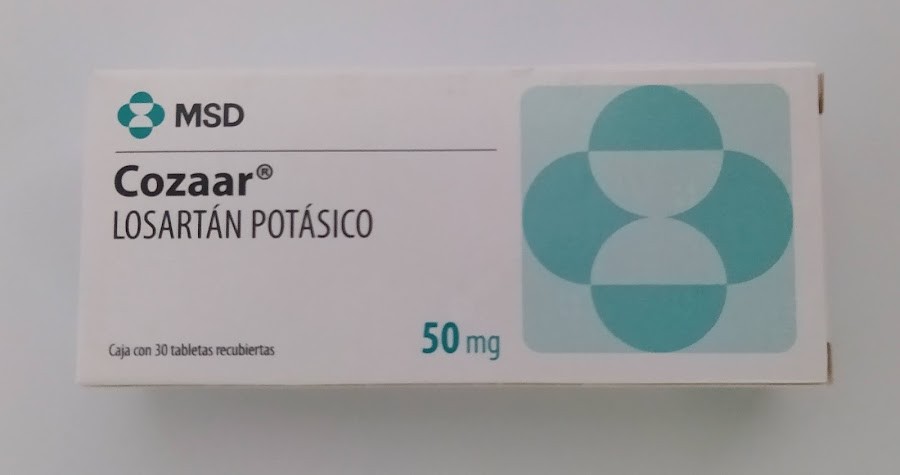 MSD
Cozaar®
LOSARTÁN POTÁSICO
Caja con 30 tabletas recubiertas
50 mg